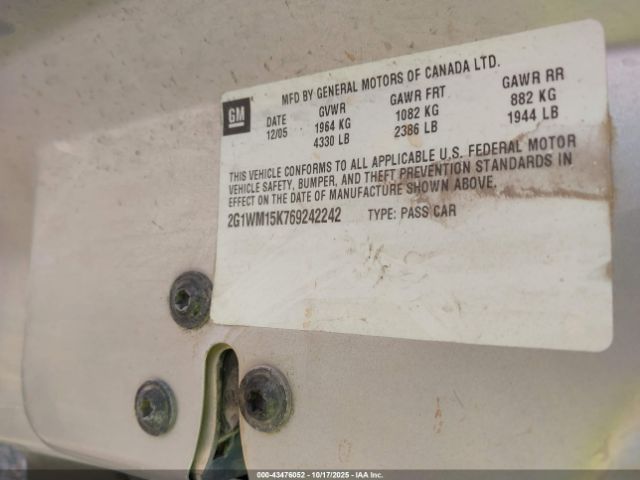 MFD BY GENERAL MOTORS OF CANADA LTD.
GM
DATE GVWR GAWR FRT GAWR RR
12/05 1964 KG 1082 KG 882 KG
4330 LB 2386 LB 1944 LB
THIS VEHICLE CONFORMS TO ALL APPLICABLE U.S. FEDERAL MOTOR
VEHICLE SAFETY, BUMPER, AND THEFT PREVENTION STANDARDS IN
EFFECT ON THE DATE OF MANUFACTURE SHOWN ABOVE.
2G1WM15K769242242 TYPE: PASS CAR
000-43476052 - 10/17/2025 - IAA Inc.